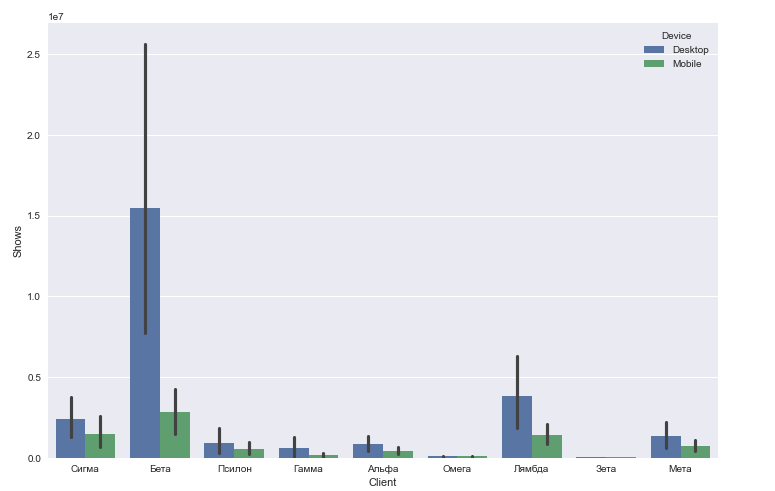 1e7
Device
Desktop
Mobile
2.5
2.0
1.5
1.0
0.5
0.0
Shows
Сигма Бета Псилон Гамма Альфа Омега Лямбда Зета Мета
Client